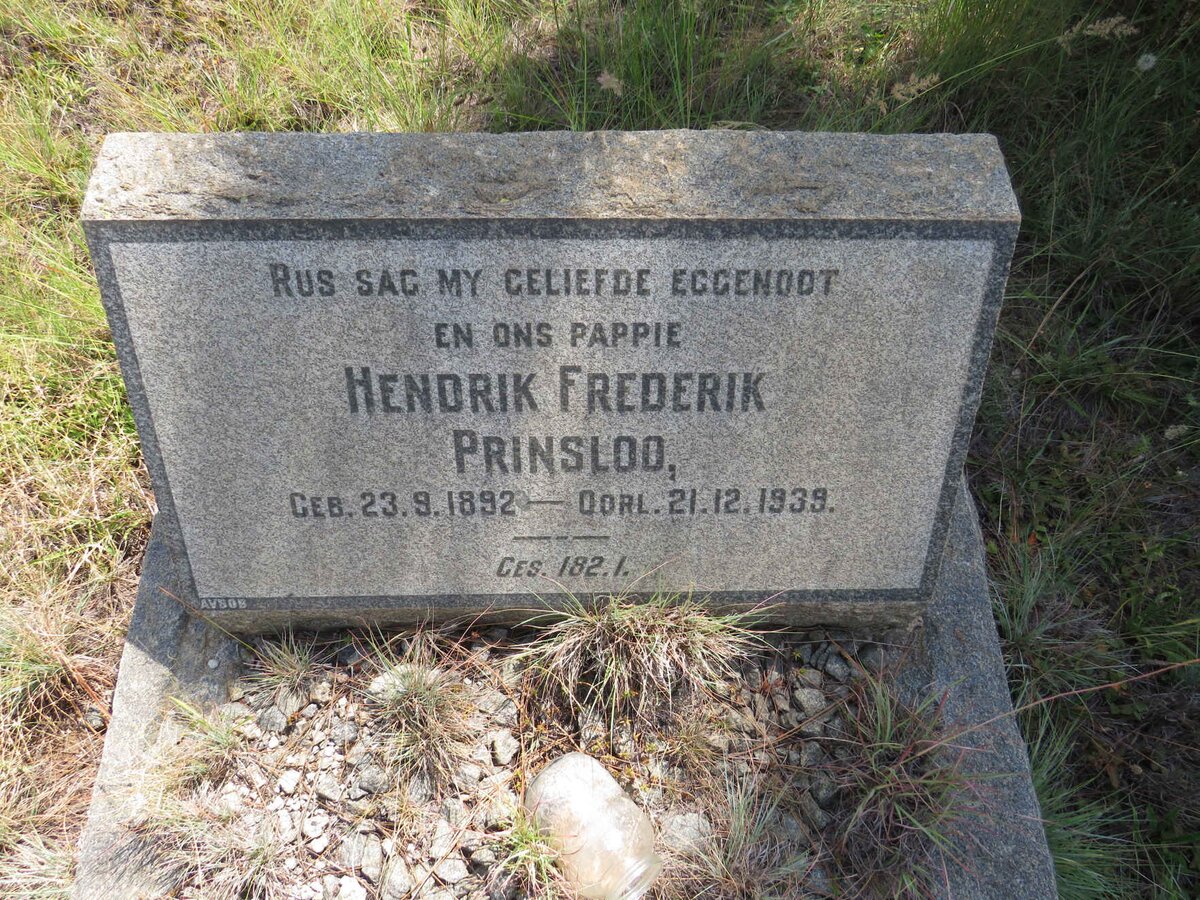 RUS SAG MY GELIEFDE EGGENOOT
EN ONS PAPPIE
HENDRIK FREDERIK
PRINSLOO,
GEB. 23.9.1892 — OORL. 21.12.1939.
GES. 182.1.